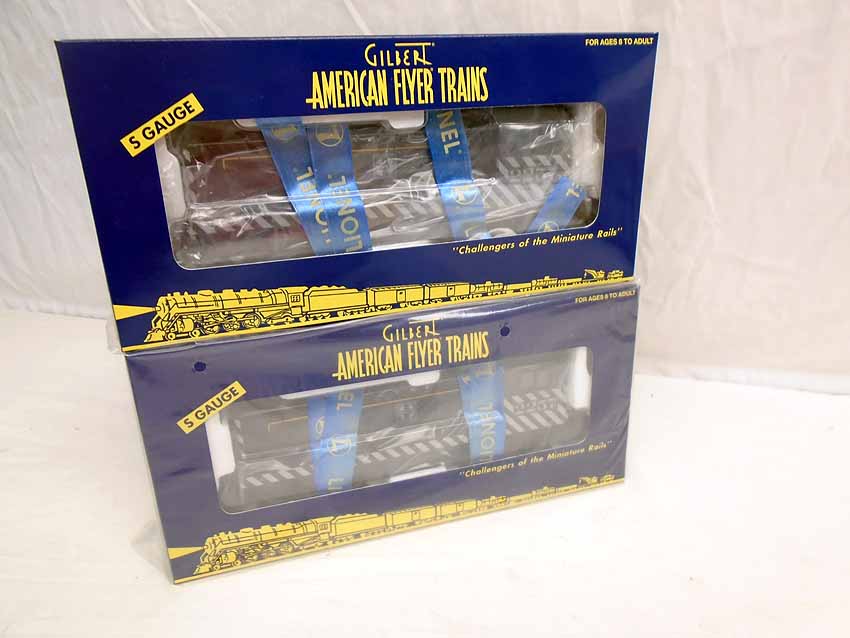 GILBERT®
AMERICAN FLYER TRAINS
FOR AGES 8 TO ADULT
S GAUGE
LIONEL®
NEL®
"Challengers of the Miniature Rails"
GILBERT®
AMERICAN FLYER TRAINS
FOR AGES 8 TO ADULT
S GAUGE
"Challengers of the Miniature Rails"